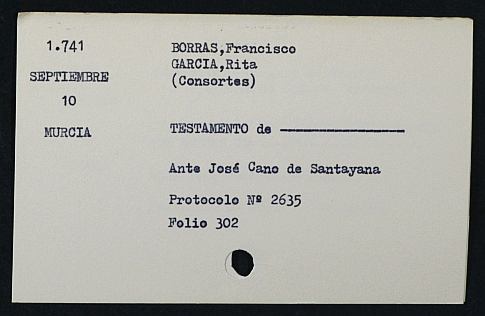 1.741
SEPTIEMBRE
10
MURCIA
BORRAS,Francisco
GARCIA,Rita
(Consortes)
TESTAMENTO de ————————
Ante José Cano de Santayana
Protocolo Nº 2635
Folio 302